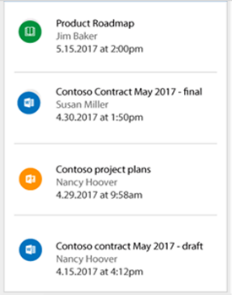 Product Roadmap
Jim Baker
5.15.2017 at 2:00pm
Contoso Contract May 2017 - final
Susan Miller
4.30.2017 at 1:50pm
Contoso project plans
Nancy Hoover
4.29.2017 at 9:58am
Contoso contract May 2017 - draft
Nancy Hoover
4.15.2017 at 4:12pm